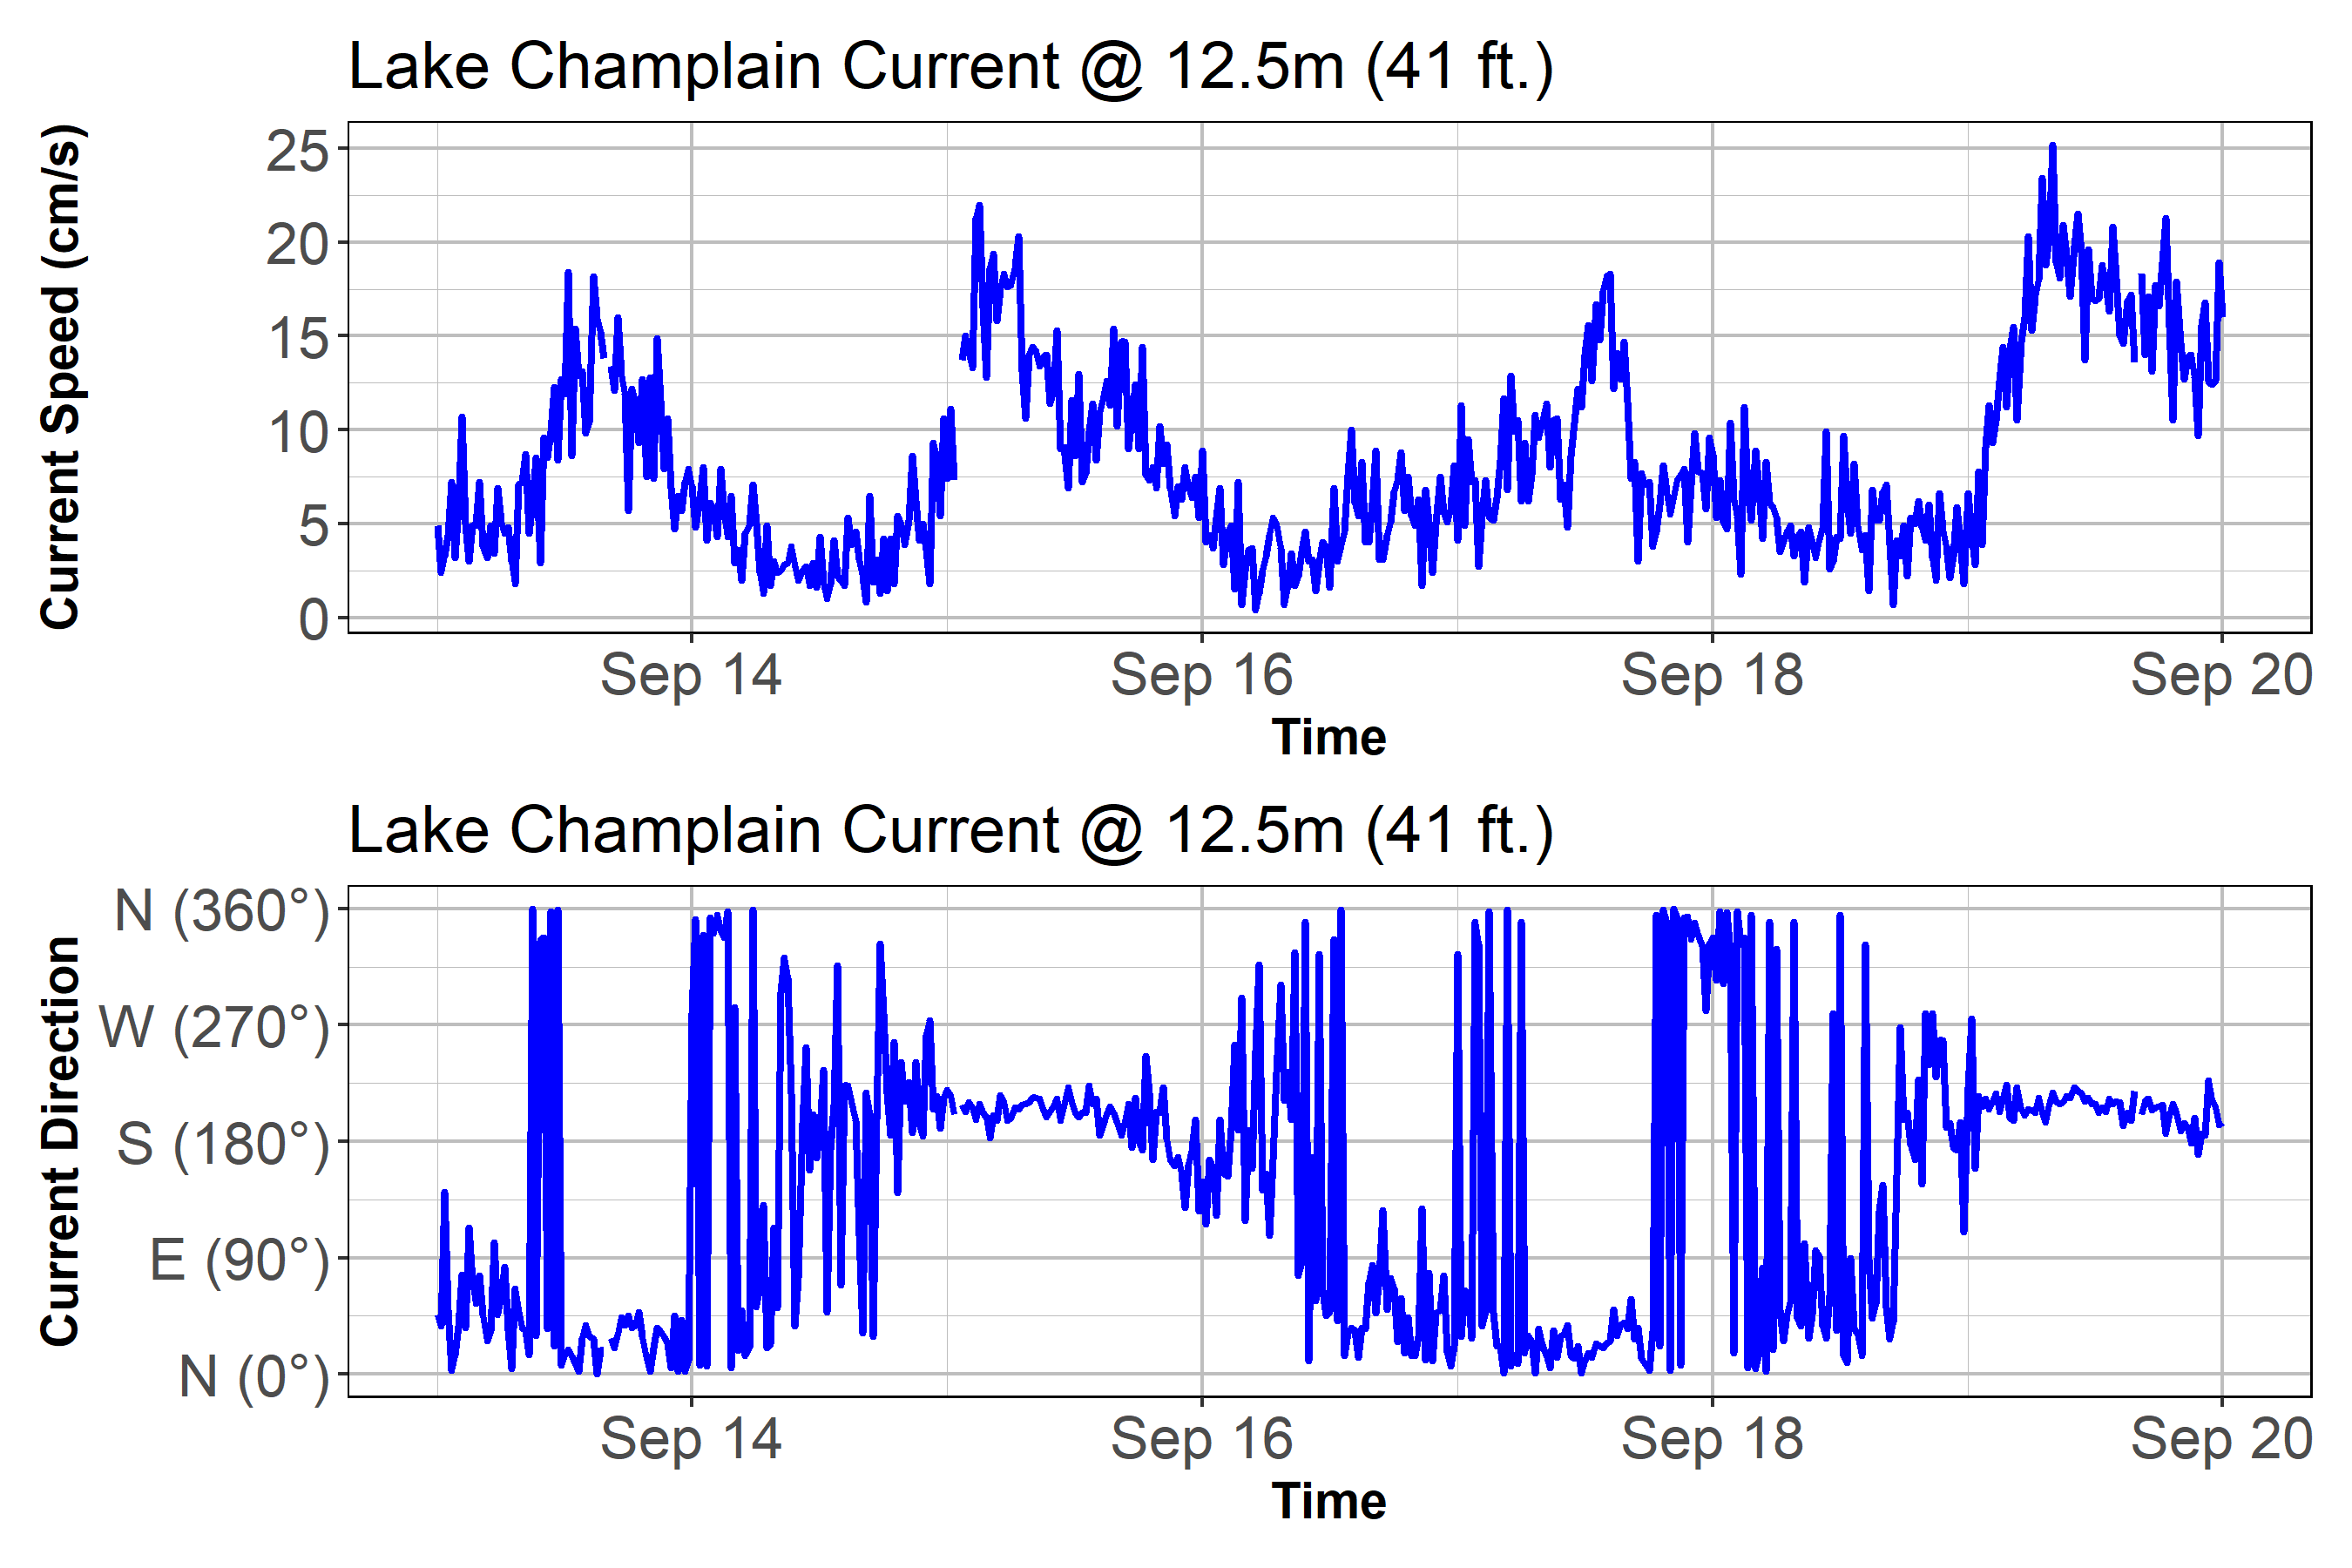 Lake Champlain Current @ 12.5m (41 ft.)
Current Speed (cm/s)
25
20
15
10
5
0
Sep 14 Sep 16 Sep 18 Sep 20
Time
Lake Champlain Current @ 12.5m (41 ft.)
Current Direction
N (360°)
W (270°)
S (180°)
E (90°)
N (0°)
Sep 14 Sep 16 Sep 18 Sep 20
Time